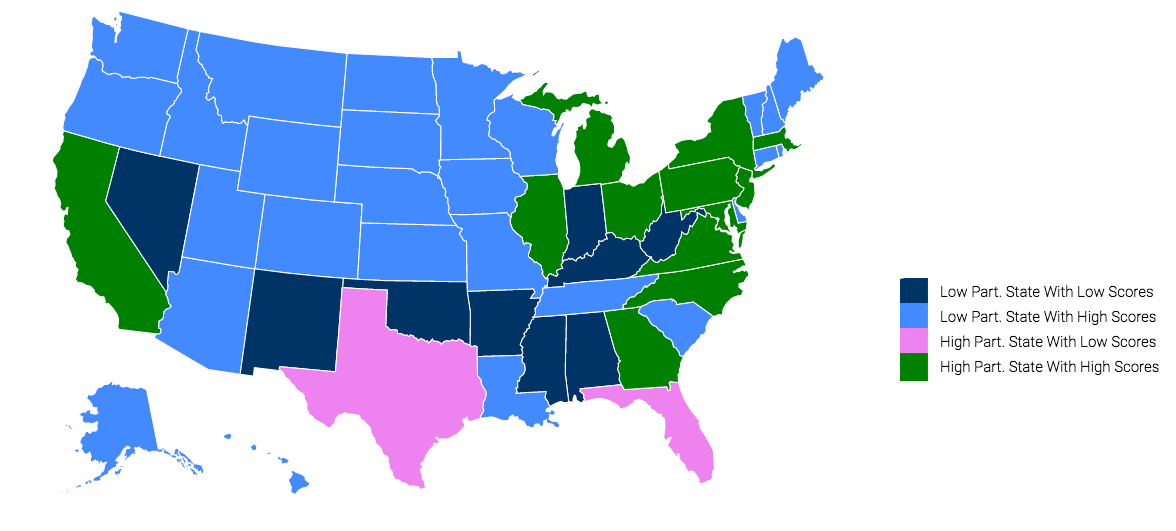 Low Part. State With Low Scores
Low Part. State With High Scores
High Part. State With Low Scores
High Part. State With High Scores